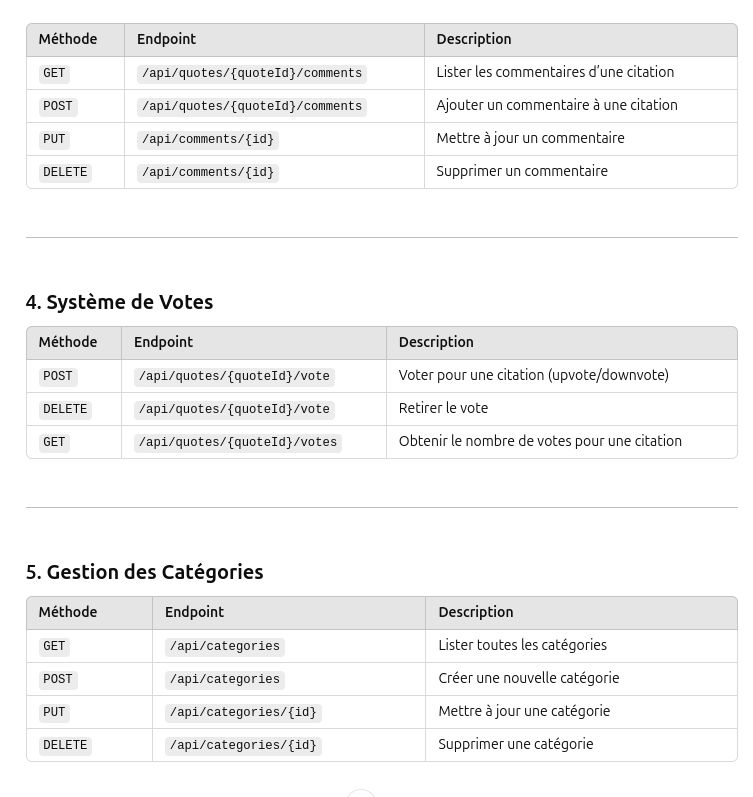 Méthode Endpoint Description
GET /api/quotes/{quoteId}/comments Lister les commentaires d’une citation
POST /api/quotes/{quoteId}/comments Ajouter un commentaire à une citation
PUT /api/comments/{id} Mettre à jour un commentaire
DELETE /api/comments/{id} Supprimer un commentaire
4. Système de Votes
Méthode Endpoint Description
POST /api/quotes/{quoteId}/vote Voter pour une citation (upvote/downvote)
DELETE /api/quotes/{quoteId}/vote Retirer le vote
GET /api/quotes/{quoteId}/votes Obtenir le nombre de votes pour une citation
5. Gestion des Catégories
Méthode Endpoint Description
GET /api/categories Lister toutes les catégories
POST /api/categories Créer une nouvelle catégorie
PUT /api/categories/{id} Mettre à jour une catégorie
DELETE /api/categories/{id} Supprimer une catégorie